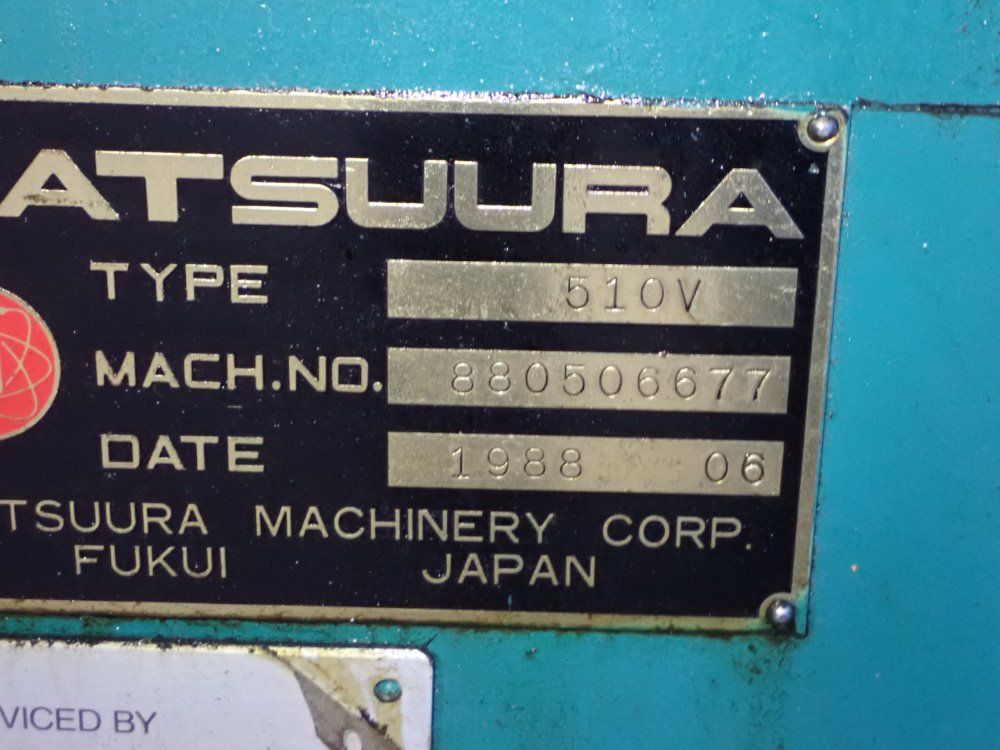 ATSUURA
TYPE 510V
MACH.NO. 880506677
DATE 1988 06
TSUURA MACHINERY CORP.
FUKUI JAPAN
VICED BY